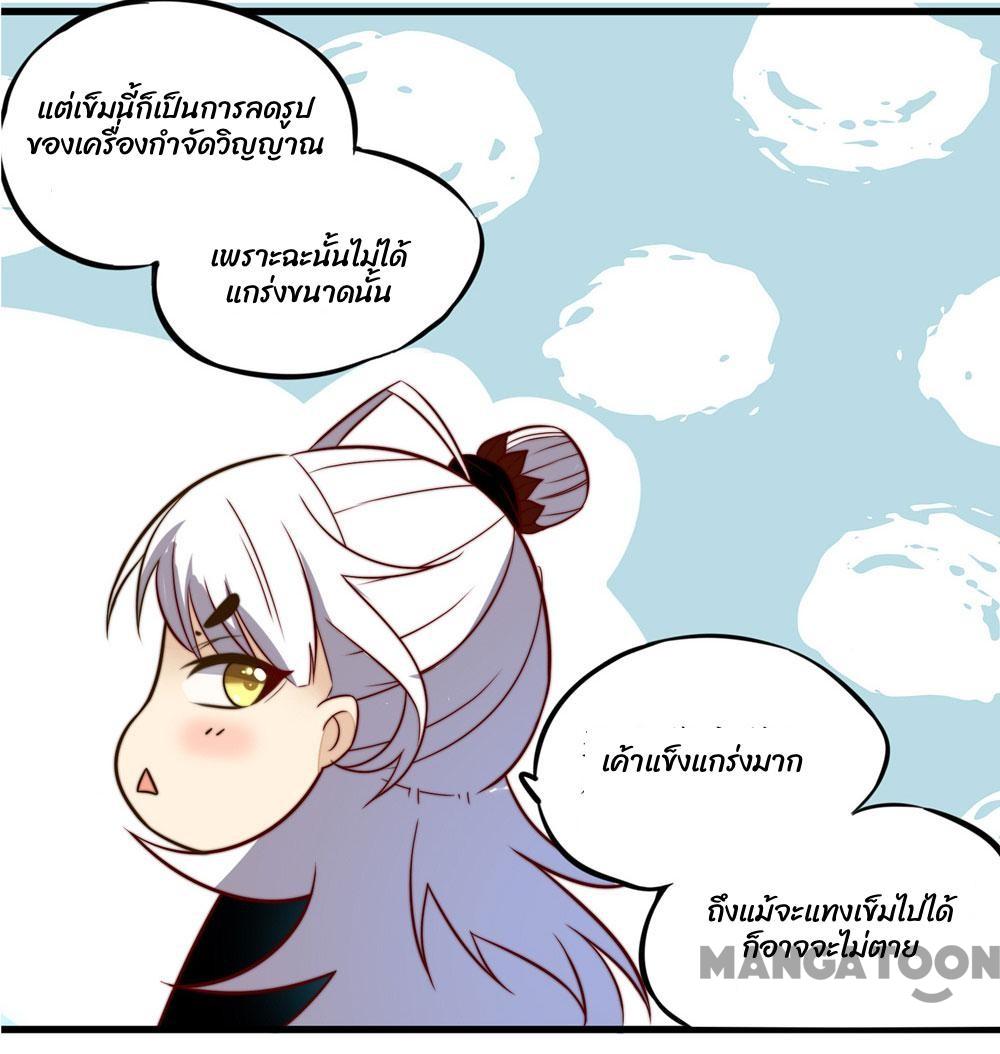 แต่เข็มนี้ก็เป็นการลดรูป
ของเครื่องกำจัดวิญญาณ
เพราะฉะนั้นไม่ได้
แกร่งขนาดนั้น
เค้าแข็งแกร่งมาก
ถึงแม้จะแทงเข็มไปได้
ก็อาจจะไม่ตาย
MANGATOON